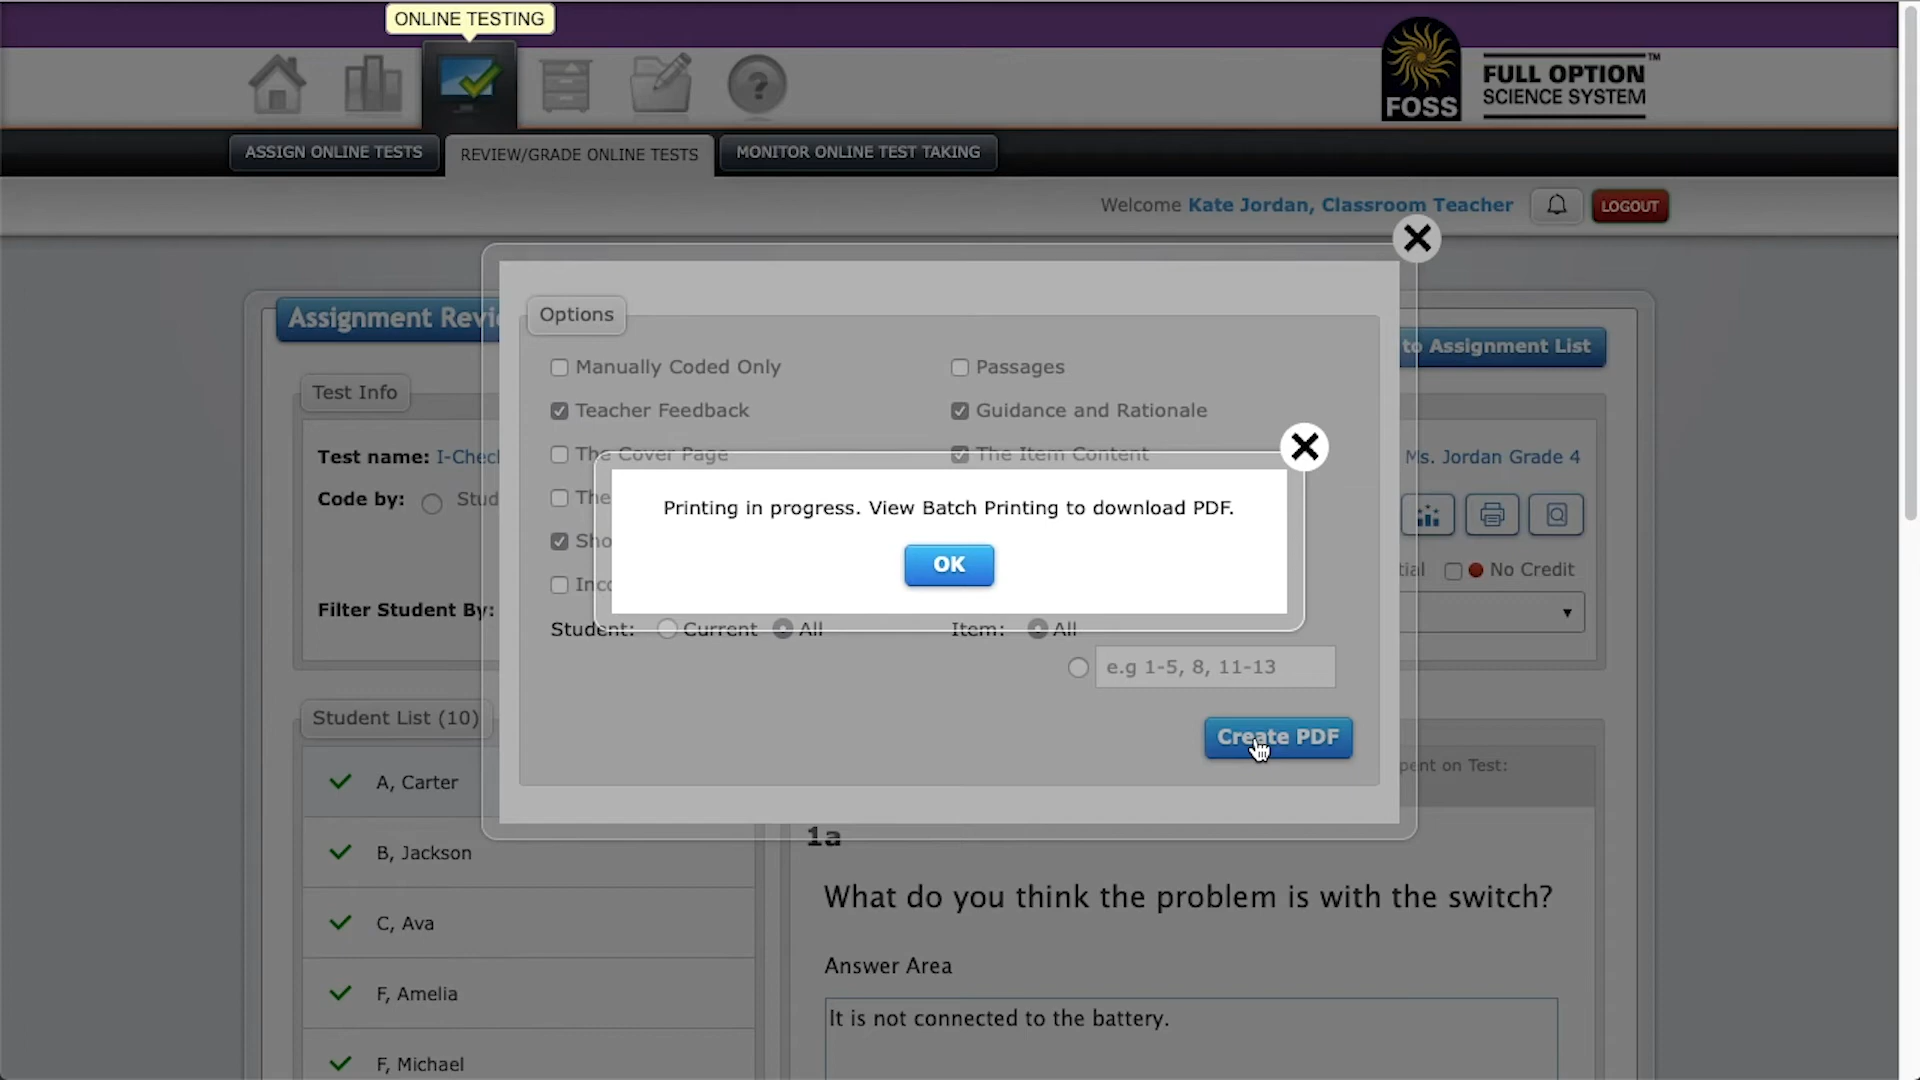 ONLINE TESTING
FOSS
FULL OPTION
SCIENCE SYSTEM™
ASSIGN ONLINE TESTS
REVIEW/GRADE ONLINE TESTS
MONITOR ONLINE TEST TAKING
Welcome Kate Jordan, Classroom Teacher
LOGOUT
Assignment
to Assignment List
Options
Manually Coded Only
Passages
Teacher Feedback
Guidance and Rationale
The Cover Page
The Item Content
Printing in progress. View Batch Printing to download PDF.
OK
Student: Current All
Item: All
e.g 1-5, 8, 11-13
Create PDF
Test Info
Test name:
Ms. Jordan Grade 4
Code by:
No Credit
Filter Student By:
Student List (10)
A, Carter
B, Jackson
C, Ava
F, Amelia
F, Michael
on Test:
1a
What do you think the problem is with the switch?
Answer Area
It is not connected to the battery.